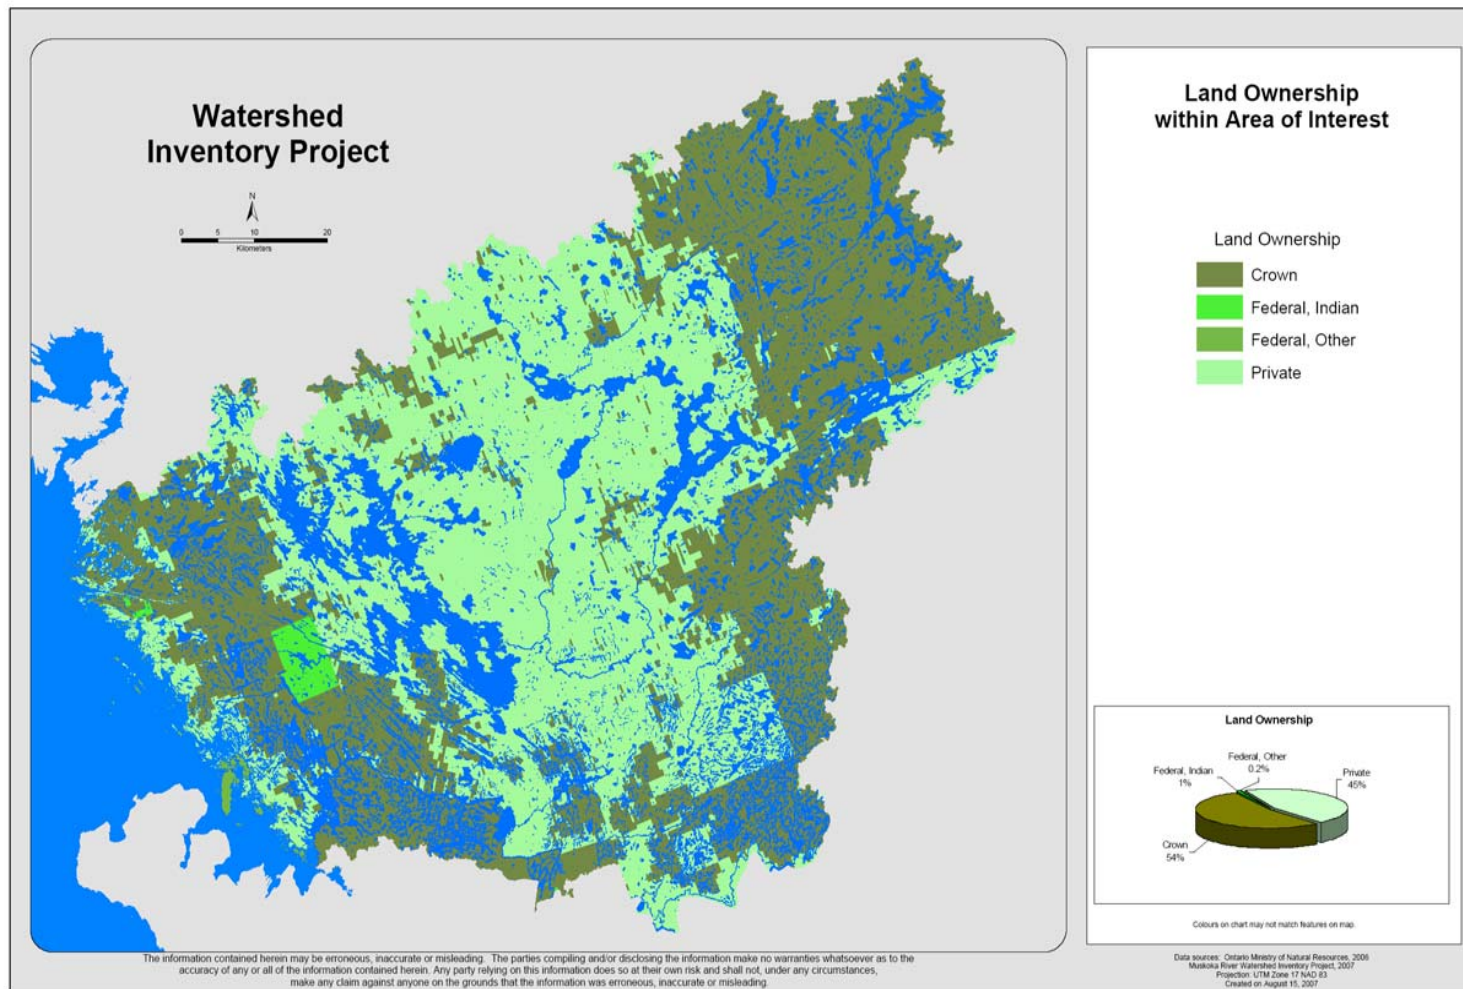 Watershed
Inventory Project
N
0 5 10 20
Kilometers
Land Ownership
within Area of Interest
Land Ownership
Crown
Federal, Indian
Federal, Other
Private
Land Ownership
Federal, Other
0.2%
Federal, Indian
1%
Private
45%
Crown
54%
Colours on chart may not match features on map.
The information contained herein may be erroneous, inaccurate or misleading. The parties compiling and/or disclosing the information make no warranties whatsoever as to the
accuracy of any or all of the information contained herein. Any party relying on this information does so at their own risk and shall not, under any circumstances,
make any claim against anyone on the grounds that the information was erroneous, inaccurate or misleading.
Data sources: Ontario Ministry of Natural Resources, 2006
Muskoka River Watershed Inventory Project, 2007
Projection: UTM Zone 17 NAD 83
Created on August 15, 2007